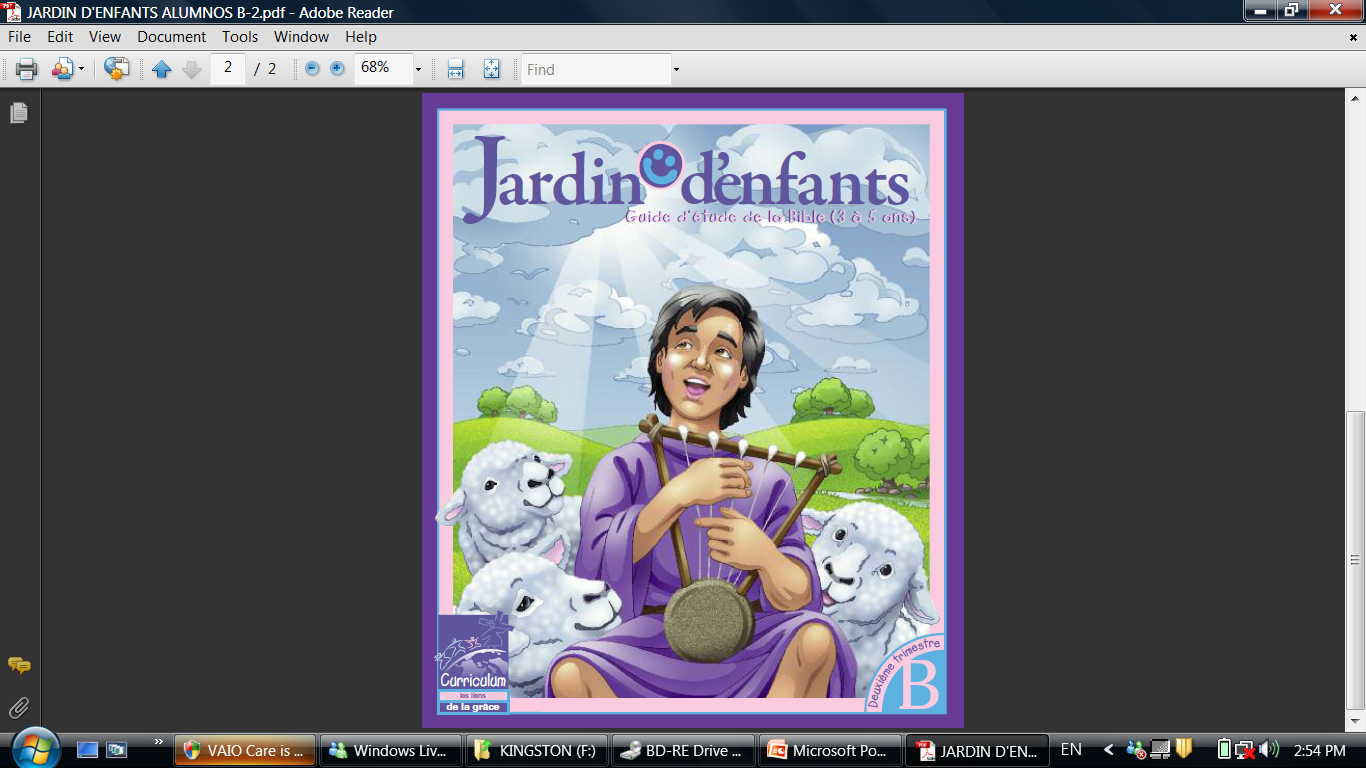 JARDIN D'ENFANTS ALUMNOS B-2.pdf - Adobe Reader
File Edit View Document Tools Window Help
2 / 2 68% Find
Jardin d'enfants
Guide d'étude de la Bible (3 à 5 ans)
Curriculum
les liens
de la grâce
Deuxième trimestre
B
VAIO Care is ... Windows Liv... KINGSTON (F:) BD-RE Drive ... Microsoft Po... JARDIN D'EN... EN 2:54 PM